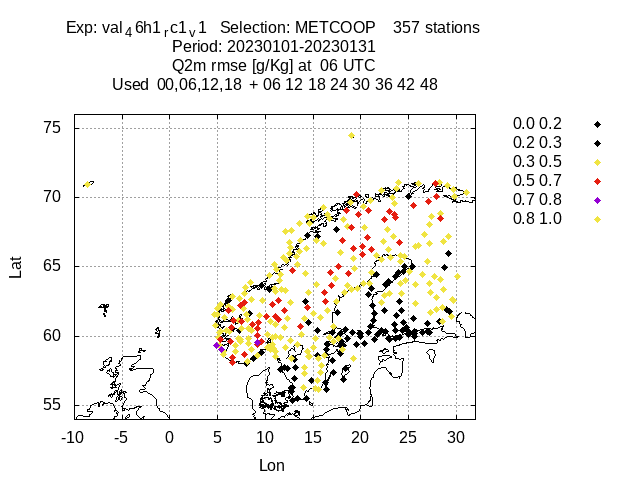 Exp: val46h1rc1v1 Selection: METCOOP 357 stations
Period: 20230101-20230131
Q2m rmse [g/Kg] at 06 UTC
Used 00,06,12,18 + 06 12 18 24 30 36 42 48
0.0 0.2
0.2 0.3
0.3 0.5
0.5 0.7
0.7 0.8
0.8 1.0
75
70
65
60
55
Lat
-10 -5 0 5 10 15 20 25 30
Lon